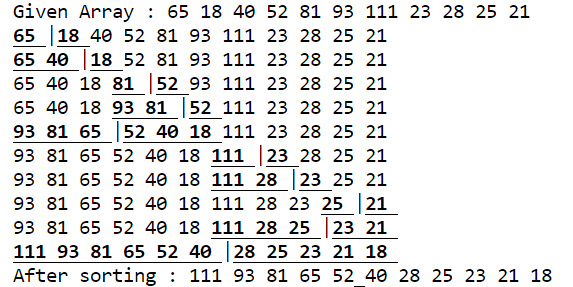 Given Array : 65 18 40 52 81 93 111 23 28 25 21
65 |18 40 52 81 93 111 23 28 25 21
65 40 |18 52 81 93 111 23 28 25 21
65 40 18 81 |52 93 111 23 28 25 21
65 40 18 93 81 |52 111 23 28 25 21
93 81 65 |52 40 18 111 23 28 25 21
93 81 65 52 40 18 111 |23 28 25 21
93 81 65 52 40 18 111 28 |23 25 21
93 81 65 52 40 18 111 28 23 25 |21
93 81 65 52 40 18 111 28 25 |23 21
111 93 81 65 52 40 |28 25 23 21 18
After sorting : 111 93 81 65 52 40 28 25 23 21 18